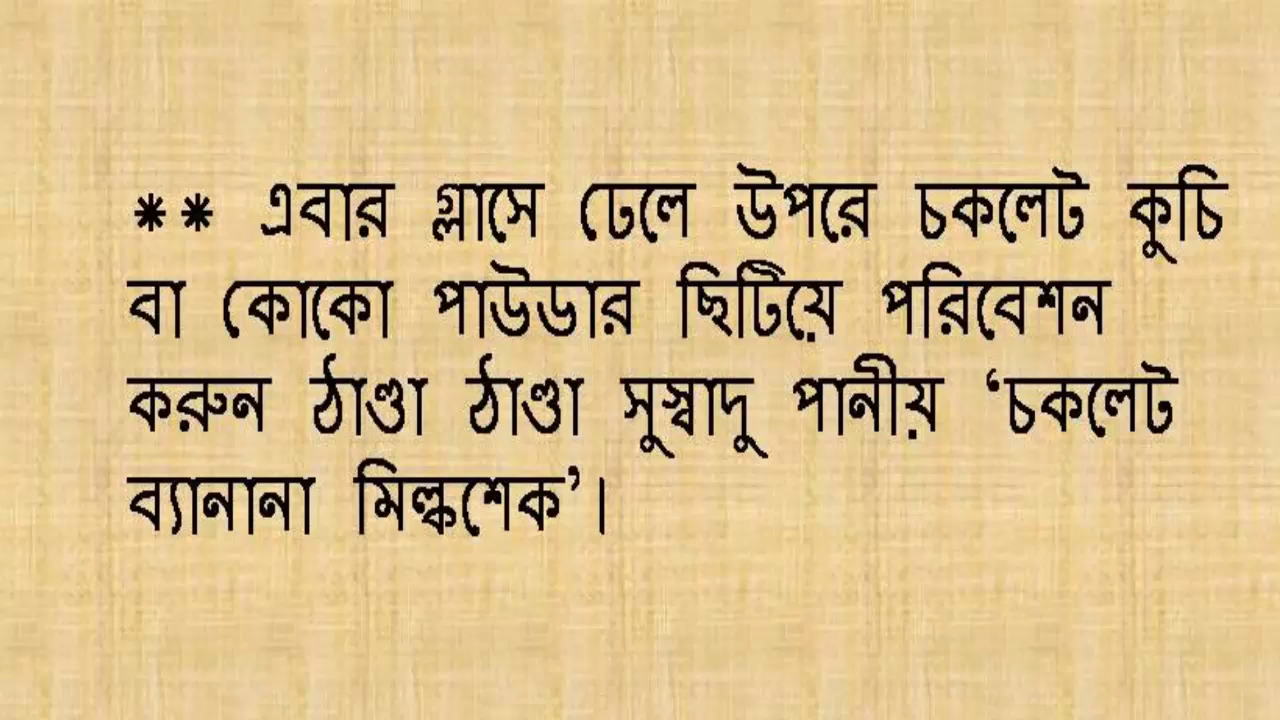 ** এবার গ্লাসে ঢেলে উপরে চকলেট কুচি
বা কোকো পাউডার ছিটিয়ে পরিবেশন
করুন ঠাণ্ডা ঠাণ্ডা সুস্বাদু পানীয় ‘চকলেট
ব্যানানা মিল্কশেক’।